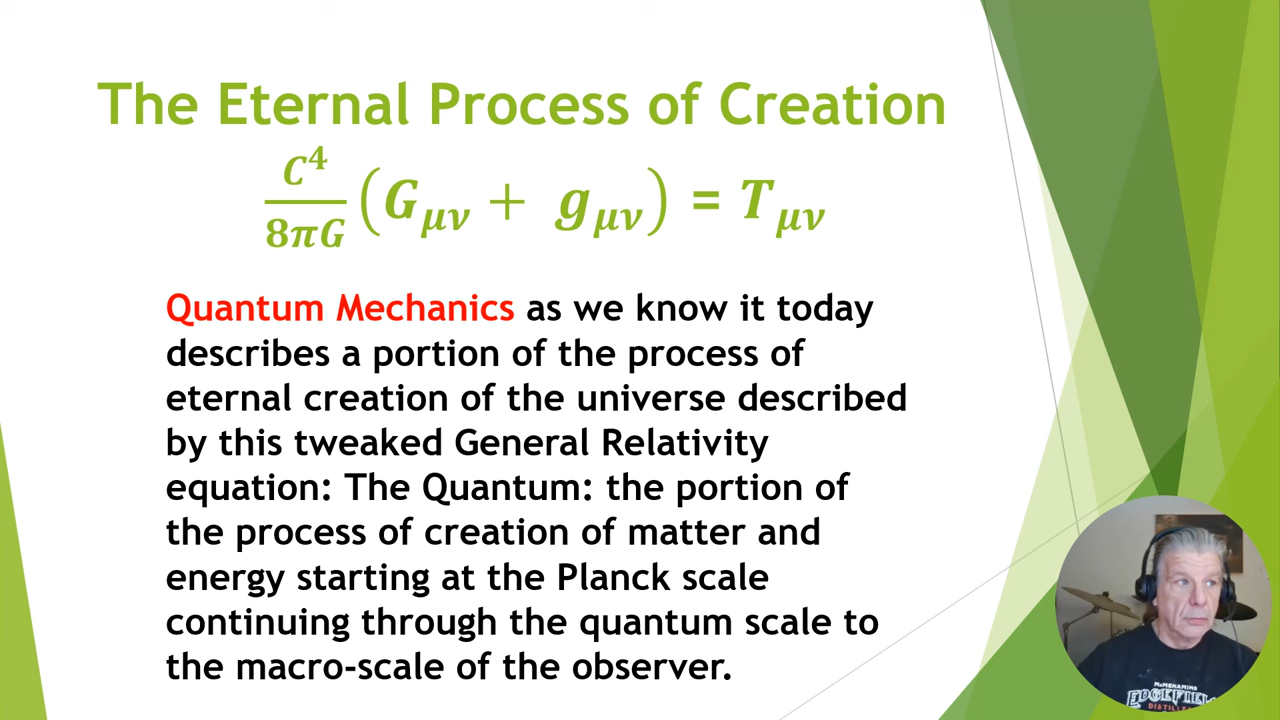 The Eternal Process of Creation
C⁴/8πG (Gμν + gμν) = Tμν
Quantum Mechanics as we know it today
describes a portion of the process of
eternal creation of the universe described
by this tweaked General Relativity
equation: The Quantum: the portion of
the process of creation of matter and
energy starting at the Planck scale
continuing through the quantum scale to
the macro-scale of the observer.
McMENAMINS
EDGEFIEL
DISTILLE